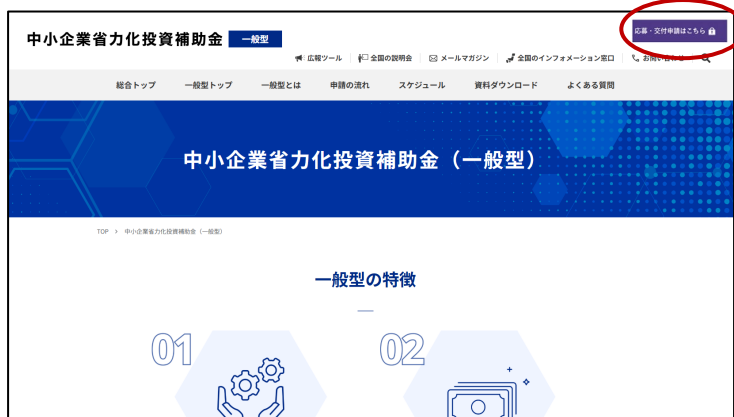 応募・交付申請はこちら
中小企業省力化投資補助金 一般型
広報ツール 全国の説明会 メールマガジン 全国のインフォメーション窓口 お問い合わせ
総合トップ 一般型トップ 一般型とは 申請の流れ スケジュール 資料ダウンロード よくある質問
中小企業省力化投資補助金（一般型）
TOP > 中小企業省力化投資補助金（一般型）
一般型の特徴
01 02